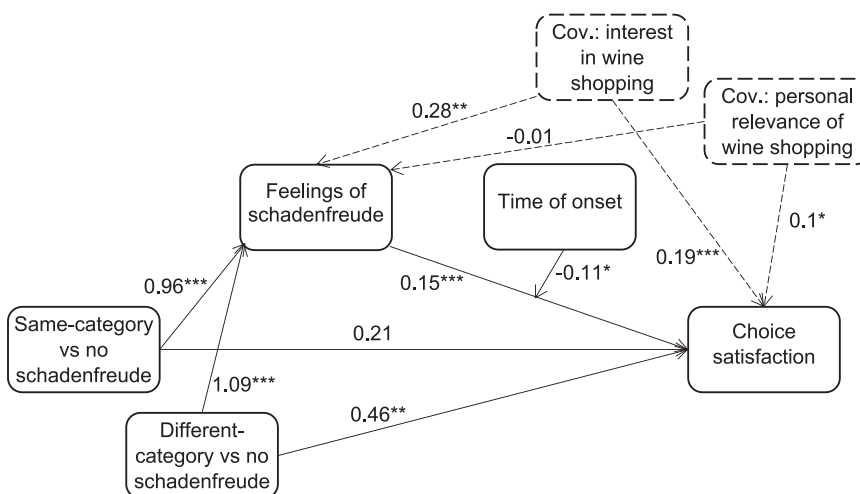 Cov.: interest
in wine
shopping
Cov.: personal
relevance of
wine shopping
0.28**
-0.01
Feelings of
schadenfreude
Time of onset
0.1*
0.96***
0.15***
-0.11*
0.19***
Same-category
vs no
schadenfreude
0.21
Choice
satisfaction
1.09***
0.46**
Different-
category vs no
schadenfreude